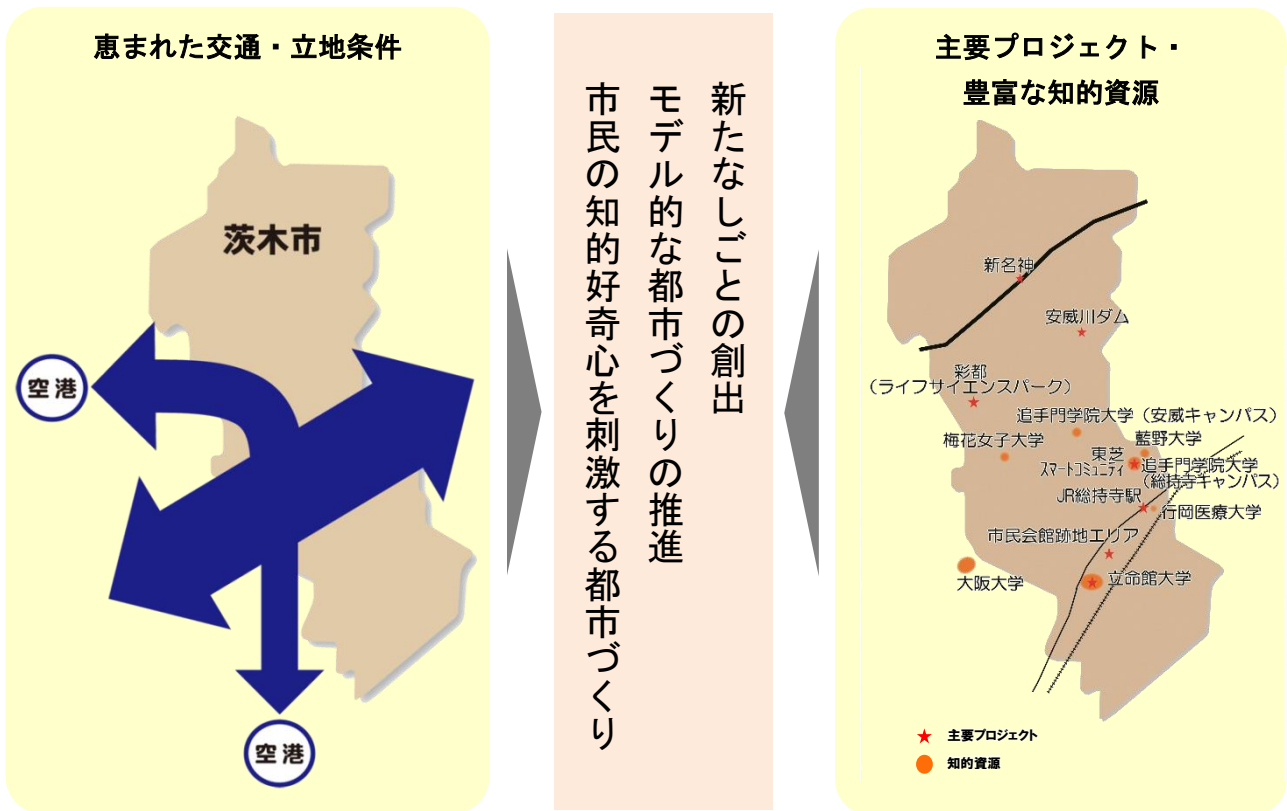 恵まれた交通・立地条件
茨木市
空港
空港
新たなしごとの創出
モデル的な都市づくりの推進
市民の知的好奇心を刺激する都市づくり
主要プロジェクト・
豊富な知的資源
新名神
安威川ダム
彩都
（ライフサイエンスパーク）
追手門学院大学（安威キャンパス）
梅花女子大学
藍野大学
東芝
スマートコミュニティ
追手門学院大学
（総持寺キャンパス）
JR総持寺駅
行岡医療大学
市民会館跡地エリア
大阪大学
立命館大学
主要プロジェクト
知的資源